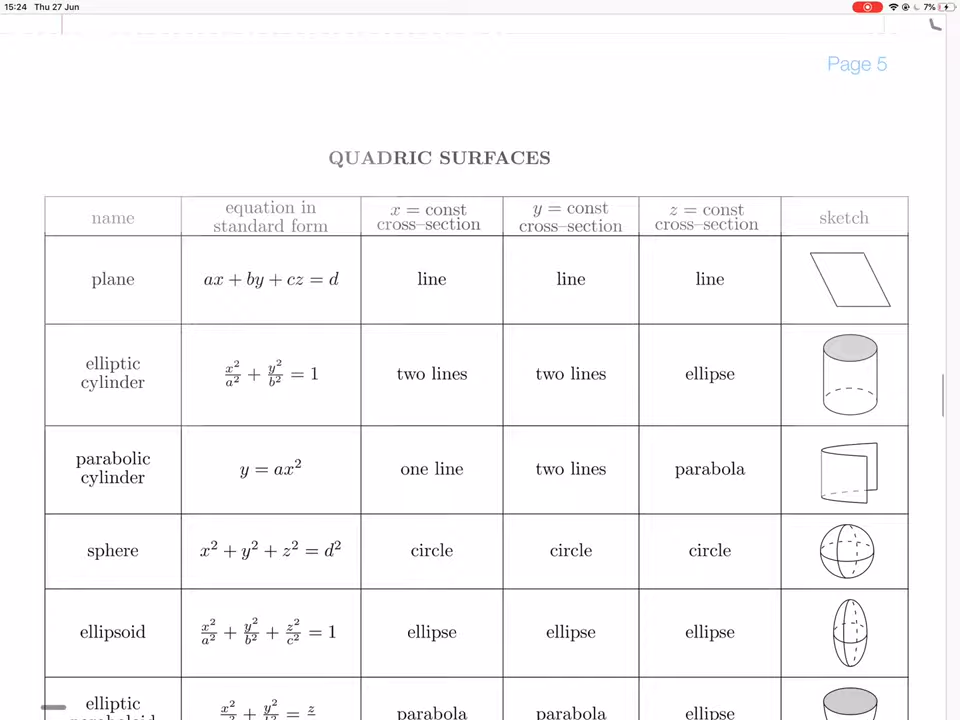 15:24 Thu 27 Jun 7%
Page 5
QUADRIC SURFACES
name
equation in
standard form
x = const
cross–section
y = const
cross–section
z = const
cross–section
sketch
plane
ax + by + cz = d
line
line
line
elliptic
cylinder
x²/a² + y²/b² = 1
two lines
two lines
ellipse
parabolic
cylinder
y = ax²
one line
two lines
parabola
sphere
x² + y² + z² = d²
circle
circle
circle
ellipsoid
x²/a² + y²/b² + z²/c² = 1
ellipse
ellipse
ellipse
elliptic
parabola
parabola
ellipse